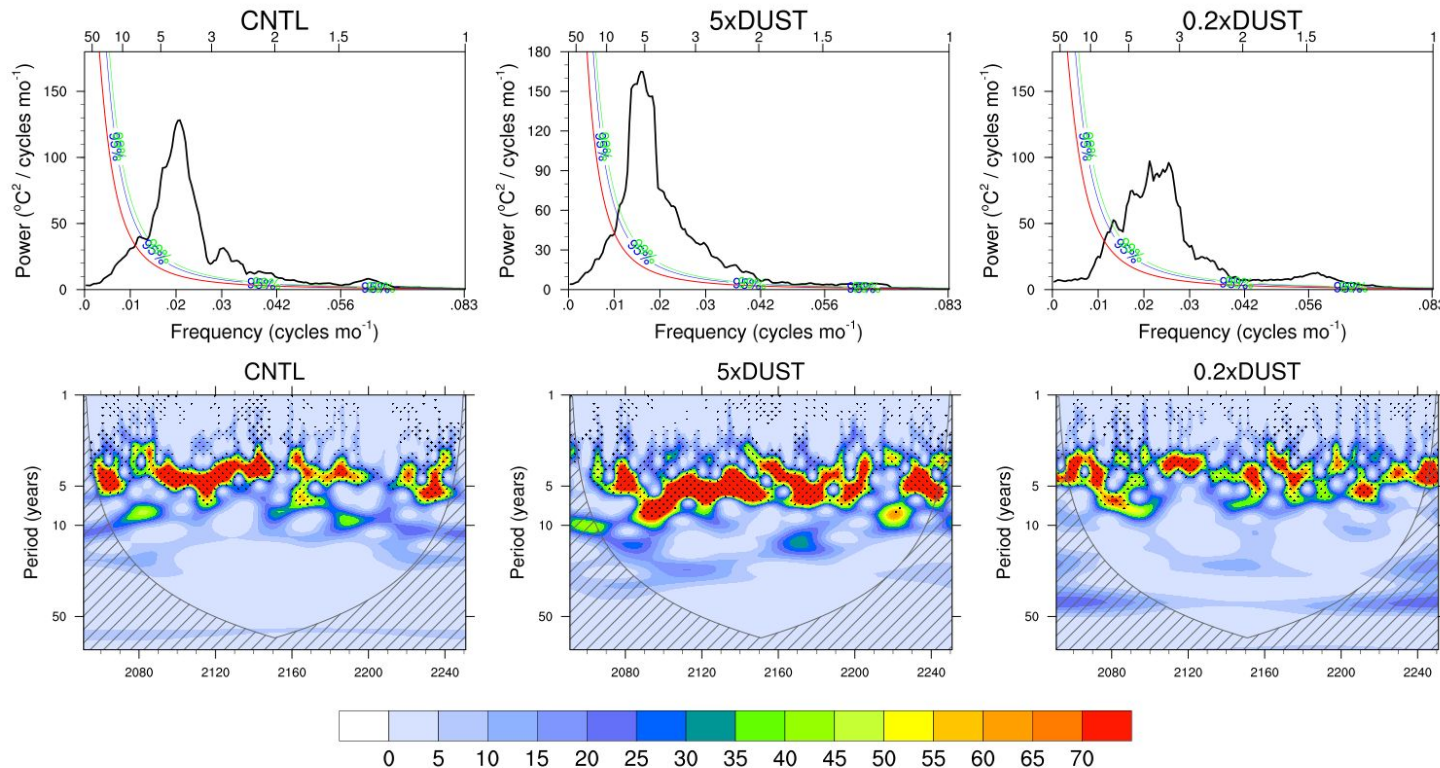 CNTL 5xDUST 0.2xDUST
50 10 5 3 2 1.5 1 50 10 5 3 2 1.5 1 50 10 5 3 2 1.5 1
Power (°C² / cycles mo⁻¹) 150 100 50 0
95% 99% 95% 99% 95%
Power (°C² / cycles mo⁻¹) 180 150 120 90 60 30 0
95% 99% 95% 99% 95% 95%
Power (°C² / cycles mo⁻¹) 150 100 50 0
95% 99% 95% 99% 95% 95%
.0 .01 .02 .03 .042 .056 .083 .0 .01 .02 .03 .042 .056 .083 .0 .01 .02 .03 .042 .056 .083
Frequency (cycles mo⁻¹) Frequency (cycles mo⁻¹) Frequency (cycles mo⁻¹)
CNTL 5xDUST 0.2xDUST
Period (years) 1 5 10 50
Period (years) 1 5 10 50
Period (years) 1 5 10 50
2080 2120 2160 2200 2240 2080 2120 2160 2200 2240 2080 2120 2160 2200 2240
0 5 10 15 20 25 30 35 40 45 50 55 60 65 70